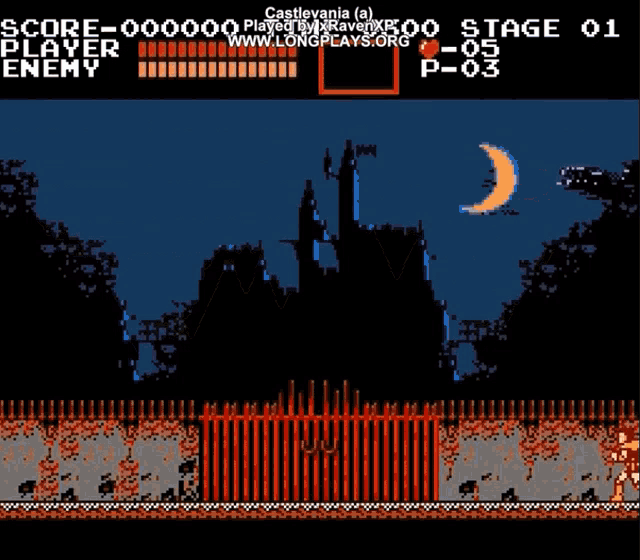 Castlevania (a)
SCORE-000000 STAGE 01
Played by:xRavenXP
PLAYER -05
WWW.LONGPLAYS.ORG
ENEMY P-03